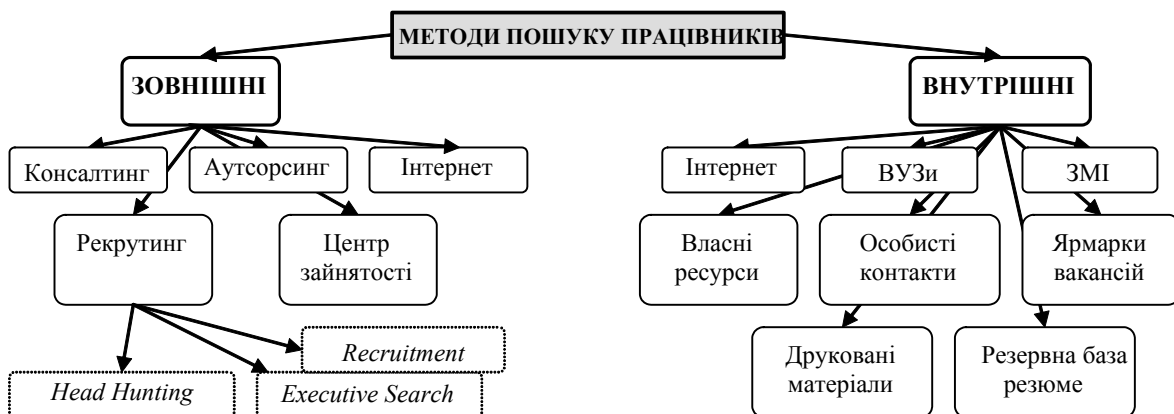 МЕТОДИ ПОШУКУ ПРАЦІВНИКІВ
ЗОВНІШНІ
ВНУТРІШНІ
Консалтинг
Аутсорсинг
Інтернет
Інтернет
ВУЗи
ЗМІ
Рекрутинг
Центр
зайнятості
Власні
ресурси
Особисті
контакти
Ярмарки
вакансій
Recruitment
Head Hunting
Executive Search
Друковані
матеріали
Резервна база
резюме